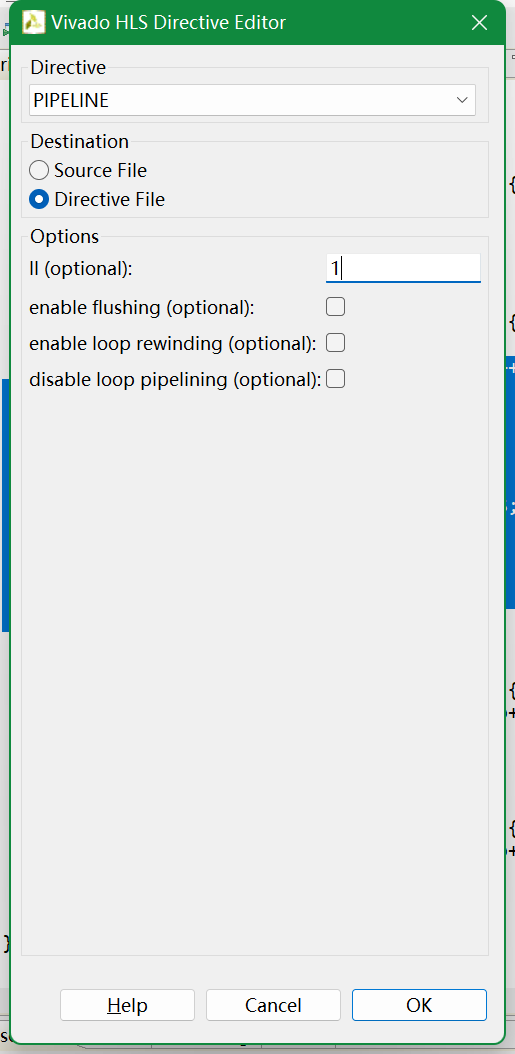 Vivado HLS Directive Editor
Directive
PIPELINE
Destination
Source File
Directive File
Options
II (optional):
1
enable flushing (optional):
enable loop rewinding (optional):
disable loop pipelining (optional):
Help
Cancel
OK